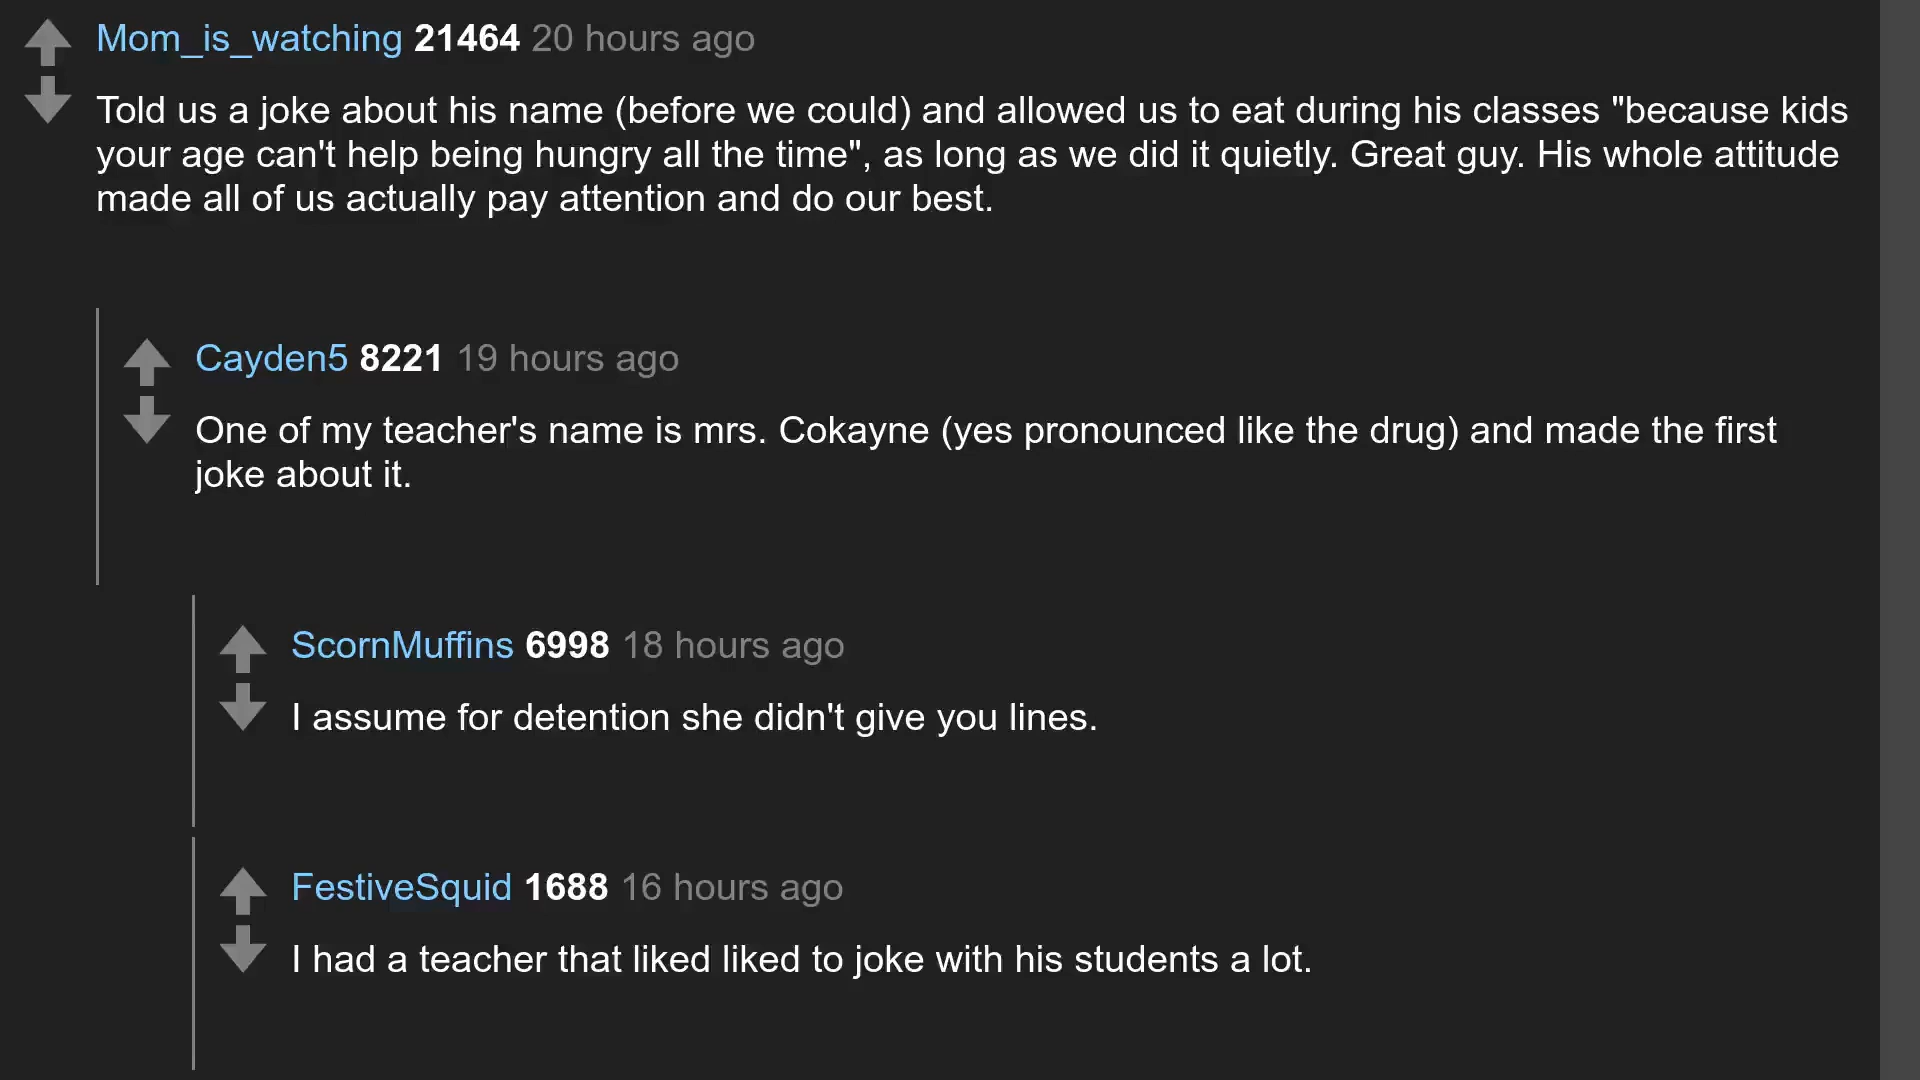 Mom_is_watching 21464 20 hours ago
Told us a joke about his name (before we could) and allowed us to eat during his classes "because kids
your age can't help being hungry all the time", as long as we did it quietly. Great guy. His whole attitude
made all of us actually pay attention and do our best.
Cayden5 8221 19 hours ago
One of my teacher's name is mrs. Cokayne (yes pronounced like the drug) and made the first
joke about it.
ScornMuffins 6998 18 hours ago
I assume for detention she didn't give you lines.
FestiveSquid 1688 16 hours ago
I had a teacher that liked liked to joke with his students a lot.